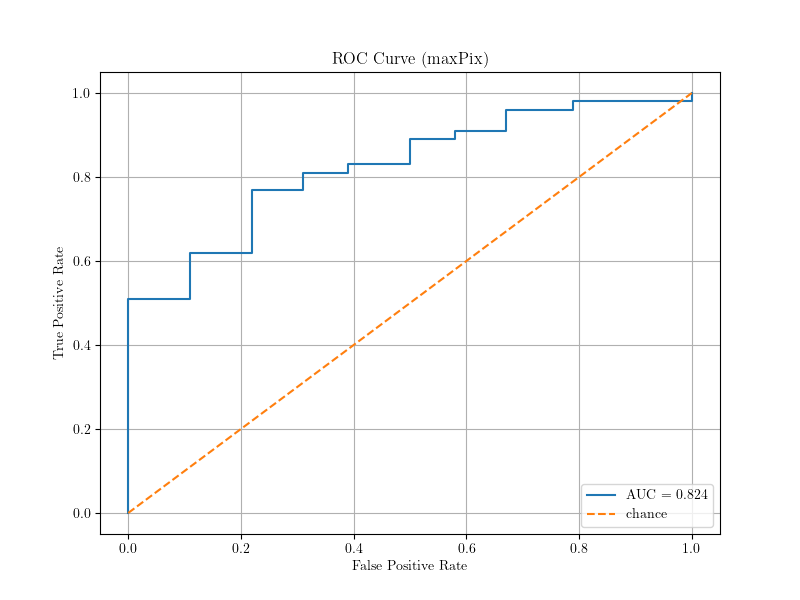 ROC Curve (maxPix)
1.0
0.8
0.6
0.4
0.2
0.0
True Positive Rate
AUC = 0.824
chance
0.0 0.2 0.4 0.6 0.8 1.0
False Positive Rate